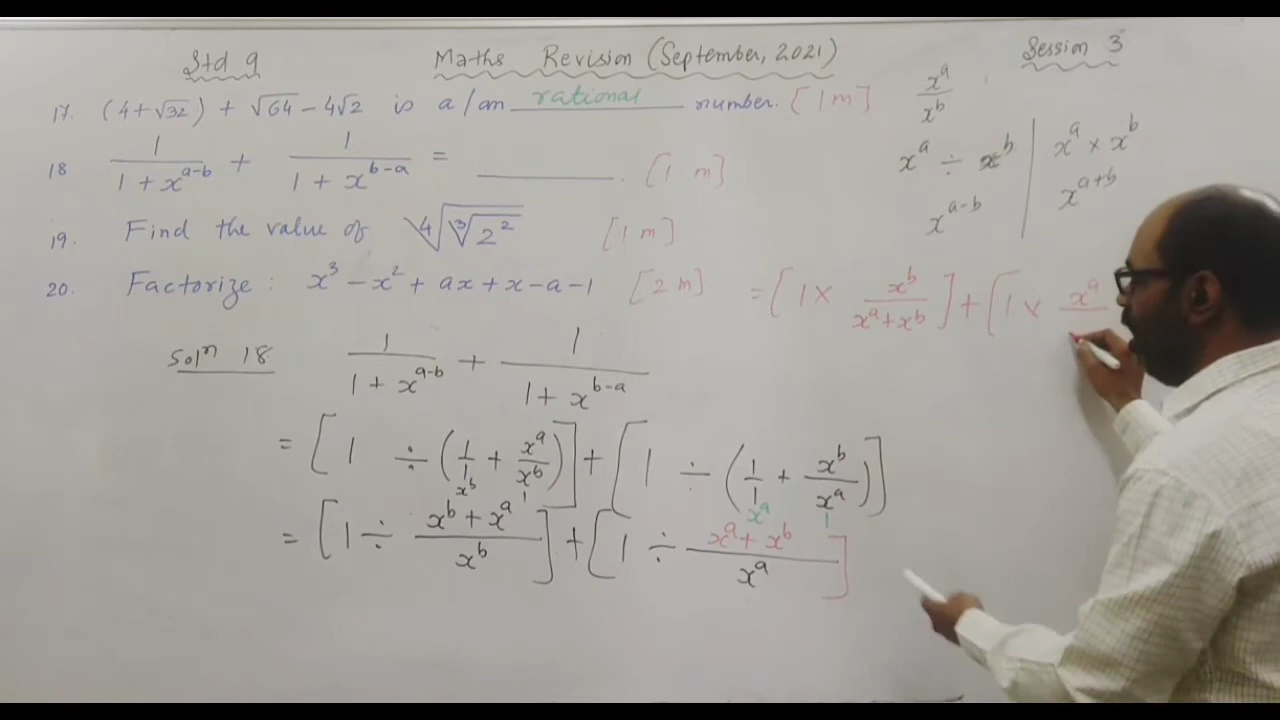 Std 9 Maths Revision (September, 2021) Session 3
17. (4+√32) + √64 − 4√2 is a/an rational number. [1m]
18 1/(1 + x^(a-b)) + 1/(1 + x^(b-a)) = ________. [1 m]
19. Find the value of ∜(∛(2²)) [1 m]
20. Factorize : x³ − x² + ax + x − a − 1 [2 m]
Solⁿ 18 1/(1 + x^(a-b)) + 1/(1 + x^(b-a))
= [1 ÷ (1/1 + x^a/x^b)] + [1 ÷ (1/1 + x^b/x^a)]
x^b 1 x^a 1
= [1 ÷ (x^b + x^a)/x^b] + [1 ÷ (x^a + x^b)/x^a]
x^a/x^b
x^a ÷ x^b
x^(a-b)
x^a × x^b
x^(a+b)
= [1 × x^b/(x^a + x^b)] + [1 × x^a